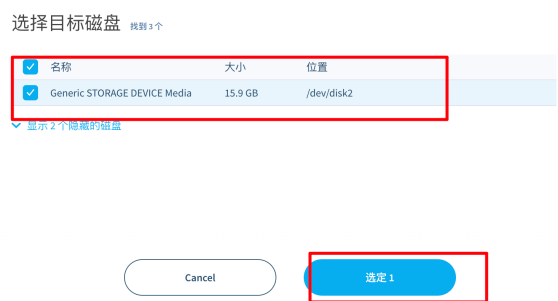 选择目标磁盘 找到 3 个
名称 大小 位置
Generic STORAGE DEVICE Media 15.9 GB /dev/disk2
显示 2 个隐藏的磁盘
Cancel 选定 1